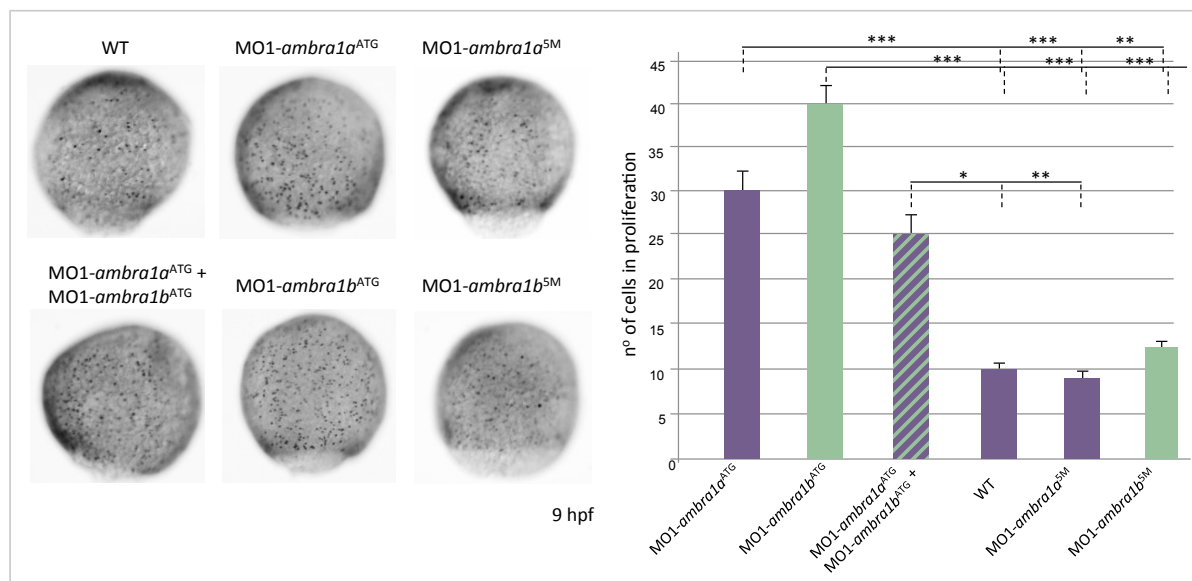 WT
MO1-ambra1aᴬᵀᴳ
MO1-ambra1a⁵ᴹ
MO1-ambra1aᴬᵀᴳ +
MO1-ambra1bᴬᵀᴳ
MO1-ambra1bᴬᵀᴳ
MO1-ambra1b⁵ᴹ
9 hpf
nº of cells in proliferation
*** *** **
*** *** ***
* **
45
40
35
30
25
20
15
10
5
0
MO1-ambra1aᴬᵀᴳ
MO1-ambra1bᴬᵀᴳ
MO1-ambra1aᴬᵀᴳ
MO1-ambra1bᴬᵀᴳ +
WT
MO1-ambra1a⁵ᴹ
MO1-ambra1b⁵ᴹ